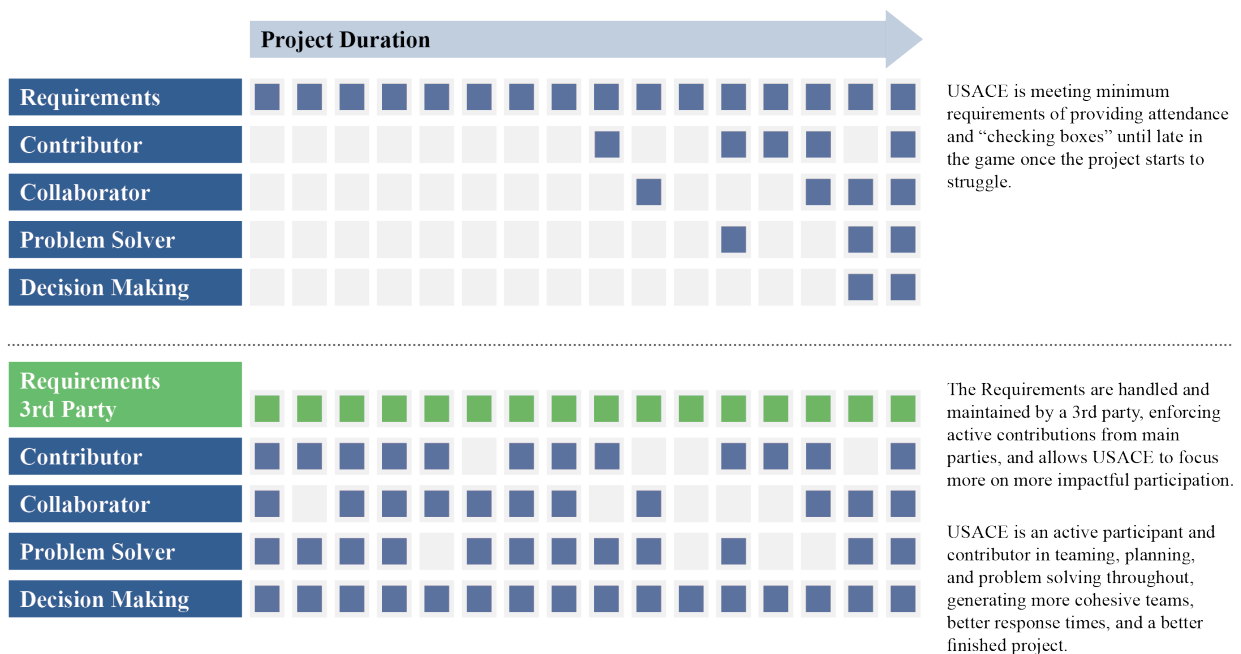 Project Duration
Requirements
USACE is meeting minimum
requirements of providing attendance
and “checking boxes” until late in
the game once the project starts to
struggle.
Contributor
Collaborator
Problem Solver
Decision Making
Requirements
3rd Party
The Requirements are handled and
maintained by a 3rd party, enforcing
active contributions from main
parties, and allows USACE to focus
more on more impactful participation.
Contributor
Collaborator
Problem Solver
Decision Making
USACE is an active participant and
contributor in teaming, planning,
and problem solving throughout,
generating more cohesive teams,
better response times, and a better
finished project.